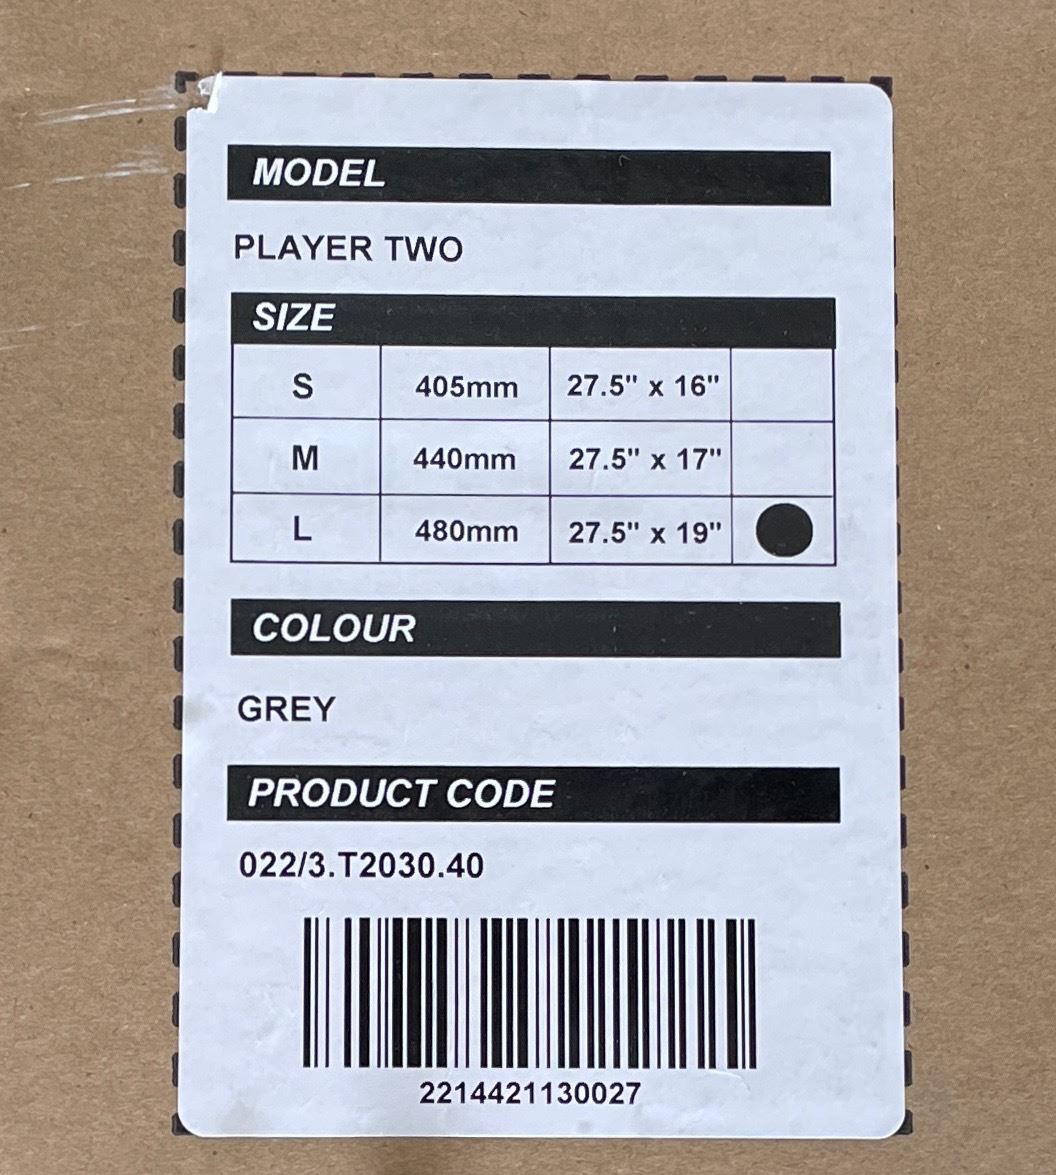 MODEL
PLAYER TWO
SIZE
S 405mm 27.5" x 16"
M 440mm 27.5" x 17"
L 480mm 27.5" x 19"
COLOUR
GREY
PRODUCT CODE
022/3.T2030.40
2214421130027